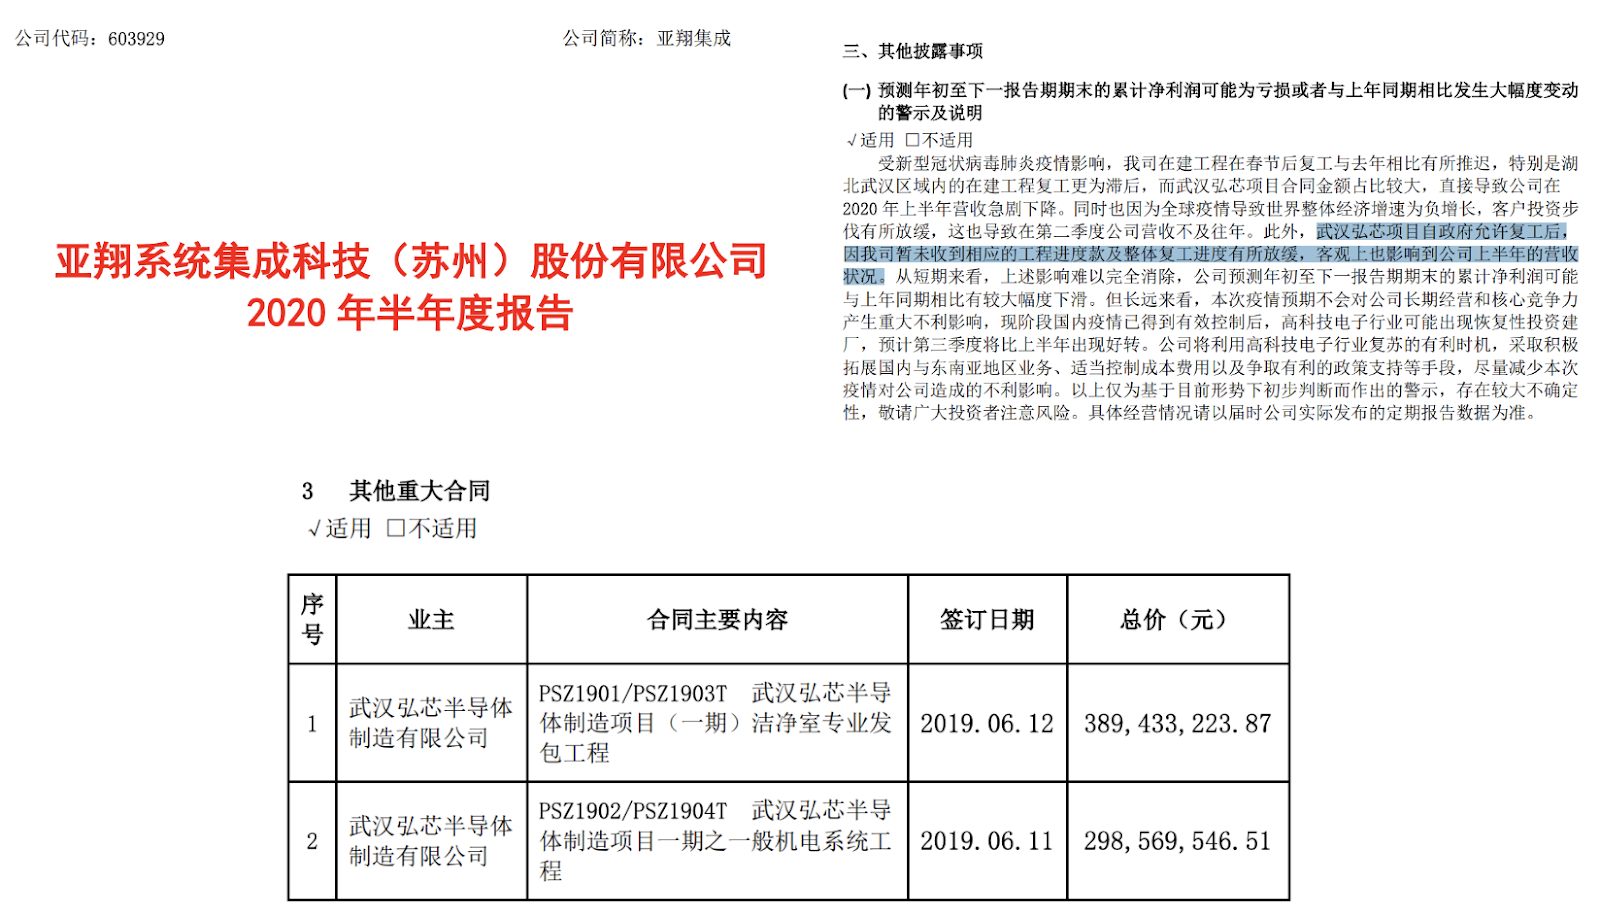 公司代码：603929
公司简称：亚翔集成
亚翔系统集成科技（苏州）股份有限公司
2020 年半年度报告
三、其他披露事项
(一) 预测年初至下一报告期期末的累计净利润可能为亏损或者与上年同期相比发生大幅度变动
的警示及说明
√适用 □不适用
受新型冠状病毒肺炎疫情影响，我司在建工程在春节后复工与去年相比有所推迟，特别是湖
北武汉区域内的在建工程复工更为滞后，而武汉弘芯项目合同金额占比较大，直接导致公司在
2020 年上半年营收急剧下降。同时也因为全球疫情导致世界整体经济增速为负增长，客户投资步
伐有所放缓，这也导致在第二季度公司营收不及往年。此外，武汉弘芯项目自政府允许复工后，
因我司暂未收到相应的工程进度款及整体复工进度有所放缓，客观上也影响到公司上半年的营收
状况。从短期来看，上述影响难以完全消除，公司预测年初至下一报告期期末的累计净利润可能
与上年同期相比有较大幅度下滑。但长远来看，本次疫情预期不会对公司长期经营和核心竞争力
产生重大不利影响，现阶段国内疫情已得到有效控制后，高科技电子行业可能出现恢复性投资建
厂，预计第三季度将比上半年出现好转。公司将利用高科技电子行业复苏的有利时机，采取积极
拓展国内与东南亚地区业务、适当控制成本费用以及争取有利的政策支持等手段，尽量减少本次
疫情对公司造成的不利影响。以上仅为基于目前形势下初步判断而作出的警示，存在较大不确定
性，敬请广大投资者注意风险。具体经营情况请以届时公司实际发布的定期报告数据为准。
3 其他重大合同
√适用 □不适用
序号 业主 合同主要内容 签订日期 总价（元）
1 武汉弘芯半导体制造有限公司 PSZ1901/PSZ1903T 武汉弘芯半导体制造项目（一期）洁净室专业发包工程 2019.06.12 389,433,223.87
2 武汉弘芯半导体制造有限公司 PSZ1902/PSZ1904T 武汉弘芯半导体制造项目一期之一般机电系统工程 2019.06.11 298,569,546.51